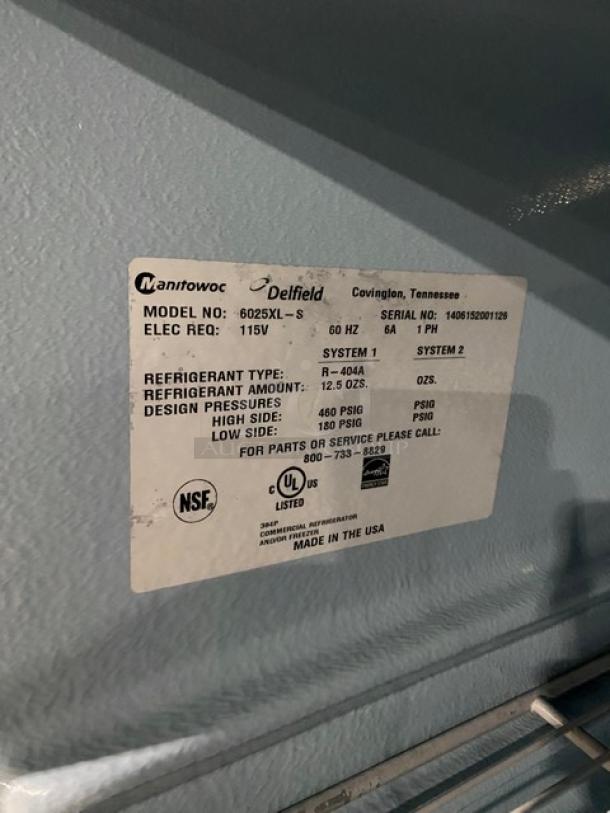 Manitowoc Delfield Covington, Tennessee
MODEL NO: 6025XL-S SERIAL NO: 1406152001126
ELEC REQ: 115V 60 HZ 6A 1 PH
SYSTEM 1 SYSTEM 2
REFRIGERANT TYPE: R-404A
REFRIGERANT AMOUNT: 12.5 OZS. OZS.
DESIGN PRESSURES
HIGH SIDE: 460 PSIG PSIG
LOW SIDE: 180 PSIG PSIG
FOR PARTS OR SERVICE PLEASE CALL:
800-733-8829
NSF
C UL US
LISTED
384P
COMMERCIAL REFRIGERATOR
AND/OR FREEZER
MADE IN THE USA